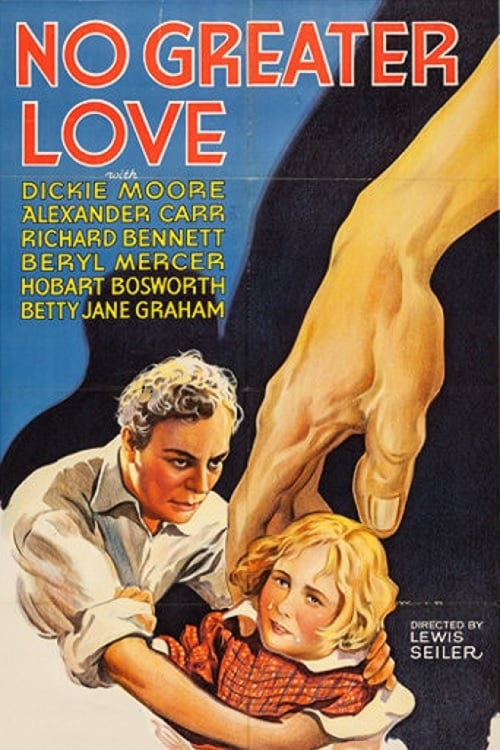 NO GREATER
LOVE
with
DICKIE MOORE
ALEXANDER CARR
RICHARD BENNETT
BERYL MERCER
HOBART BOSWORTH
BETTY JANE GRAHAM
DIRECTED BY
LEWIS
SEILER